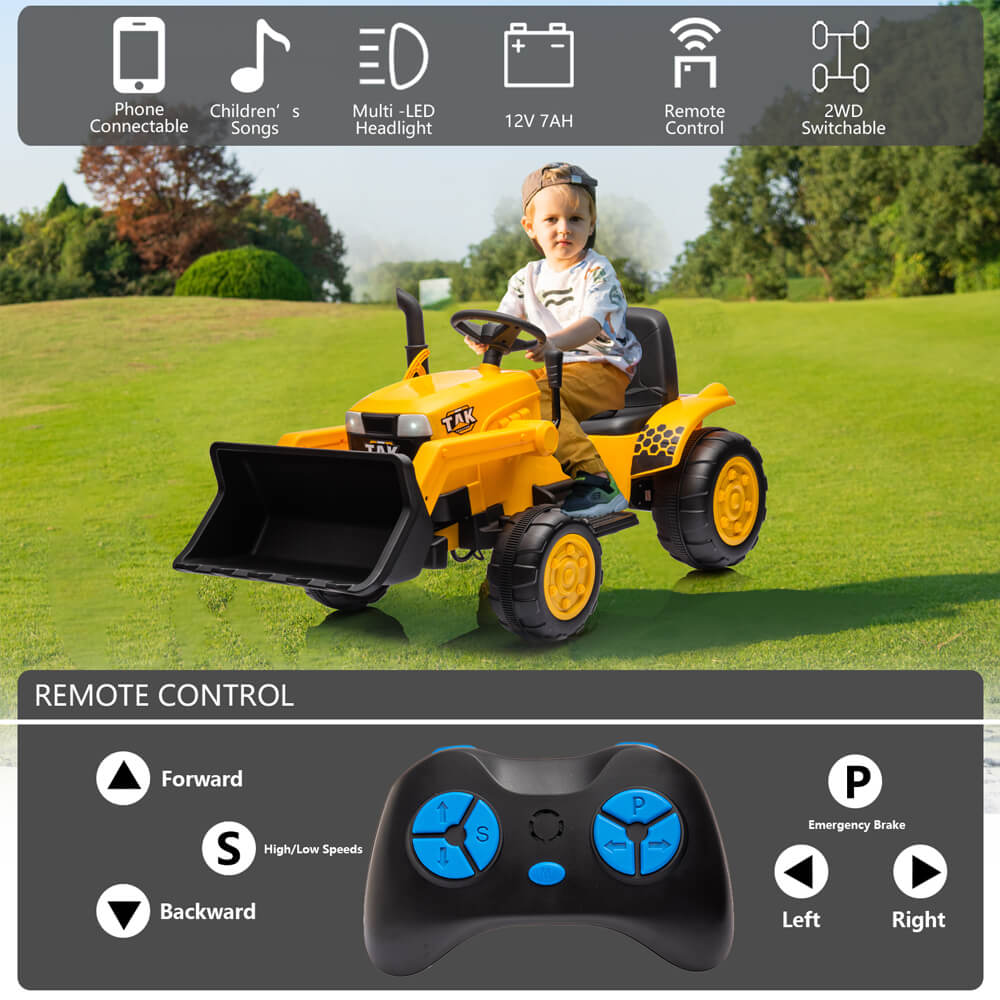 Phone
Connectable
Children's
Songs
Multi -LED
Headlight
12V 7AH
Remote
Control
2WD
Switchable
TAK
TAK
REMOTE CONTROL
Forward
S
High/Low Speeds
Backward
S
P
P
Emergency Brake
Left
Right